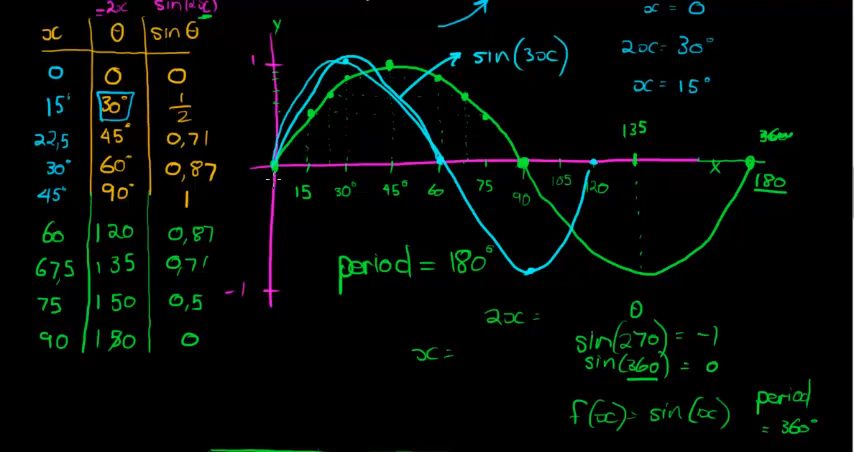 =2x sin(2x)
x θ sin θ
0 0 0
15° 30° 1/2
22,5 45° 0,71
30° 60° 0,87
45° 90° 1
60 120 0,87
67,5 135 0,71
75 150 0,5
90 180 0
y
1
-1
15 30° 45° 60 75 90 105 120
135
360
180
x
sin(3x)
x = 0
2x = 30°
x = 15°
period = 180°
2x =
x =
θ
sin(270) = -1
sin(360) = 0
f(x) = sin(x)
period
= 360°